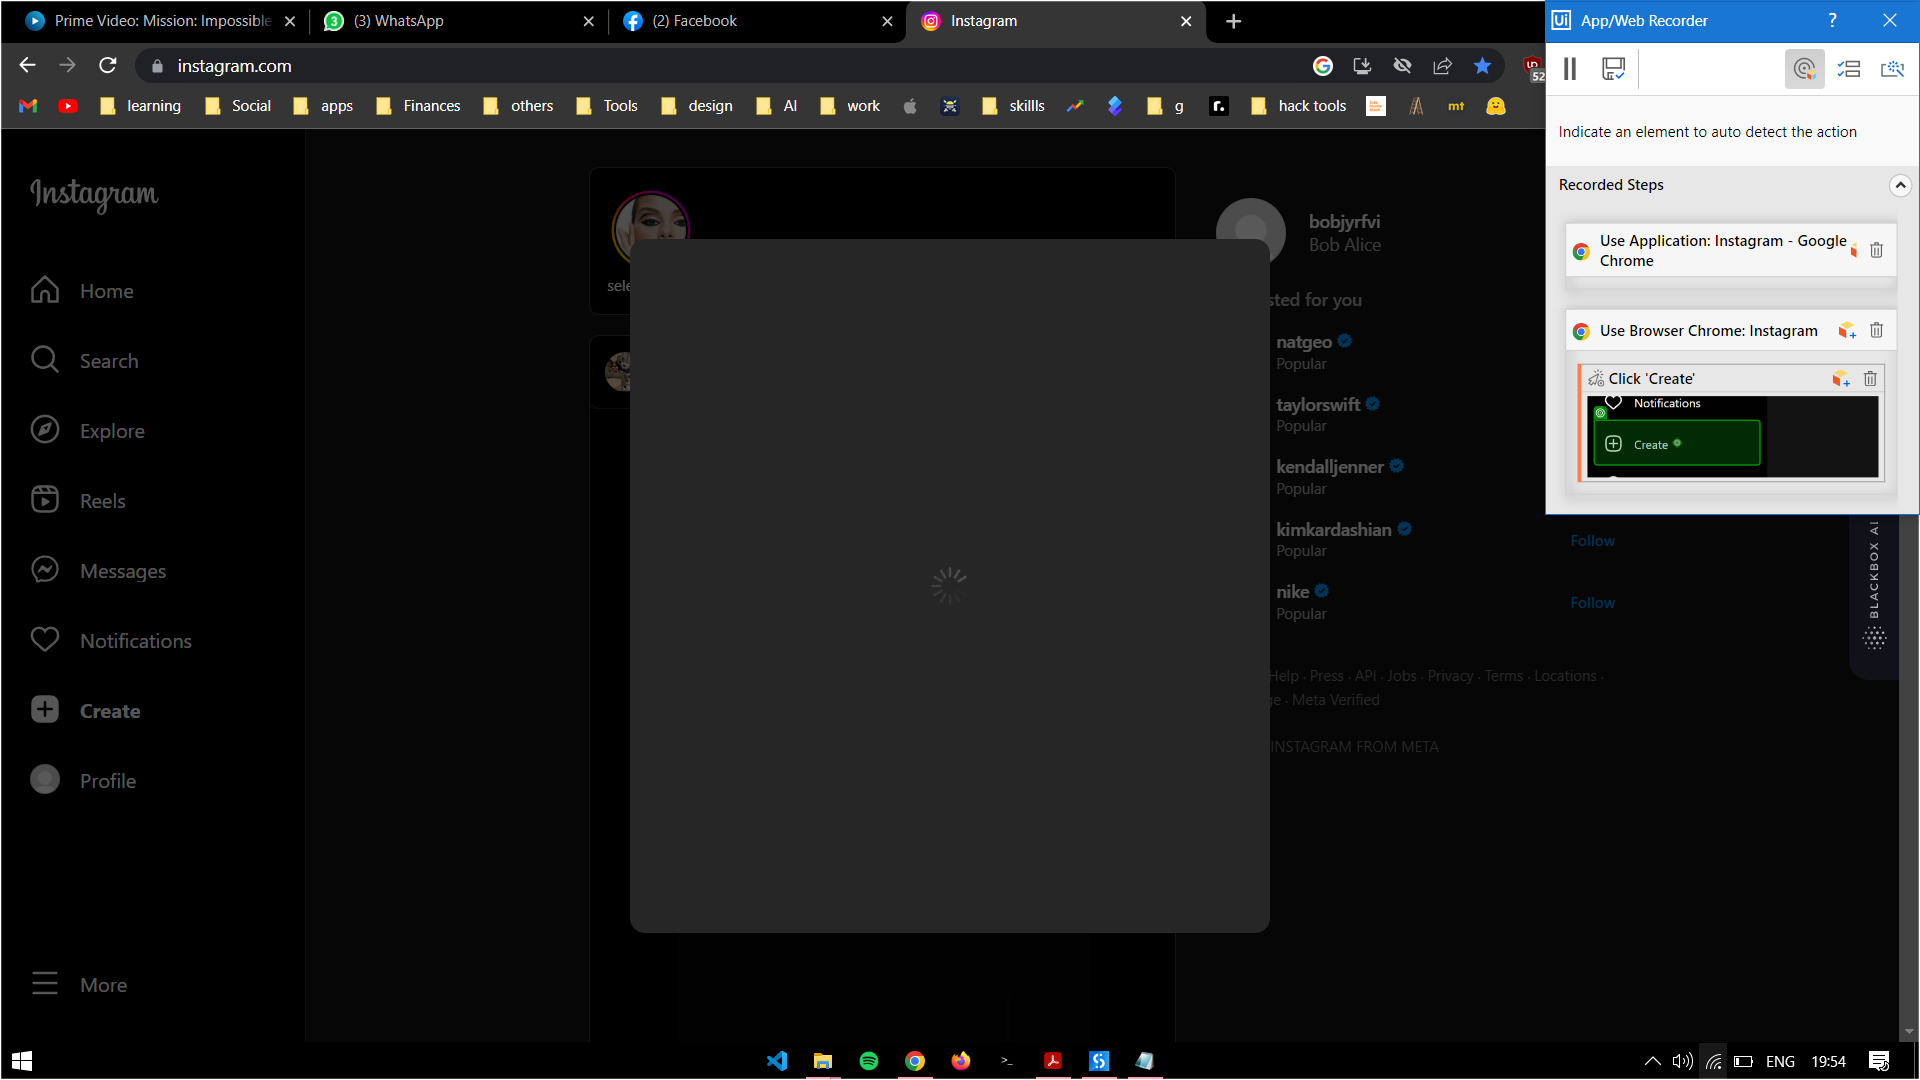 Prime Video: Mission: Impossible
(3) WhatsApp
(2) Facebook
Instagram
App/Web Recorder
?
instagram.com
52
learning
Social
apps
Finances
others
Tools
design
AI
work
skillls
g
hack tools
mt
Indicate an element to auto detect the action
Recorded Steps
Use Application: Instagram - Google Chrome
Use Browser Chrome: Instagram
Click 'Create'
Notifications
Create
Instagram
Home
Search
Explore
Reels
Messages
Notifications
Create
Profile
More
sele
bobjyrfvi
Bob Alice
sted for you
natgeo
Popular
taylorswift
Popular
kendalljenner
Popular
kimkardashian
Popular
Follow
nike
Popular
Follow
Help · Press · API · Jobs · Privacy · Terms · Locations ·
ge · Meta Verified
INSTAGRAM FROM META
BLACKBOX AI
ENG
19:54